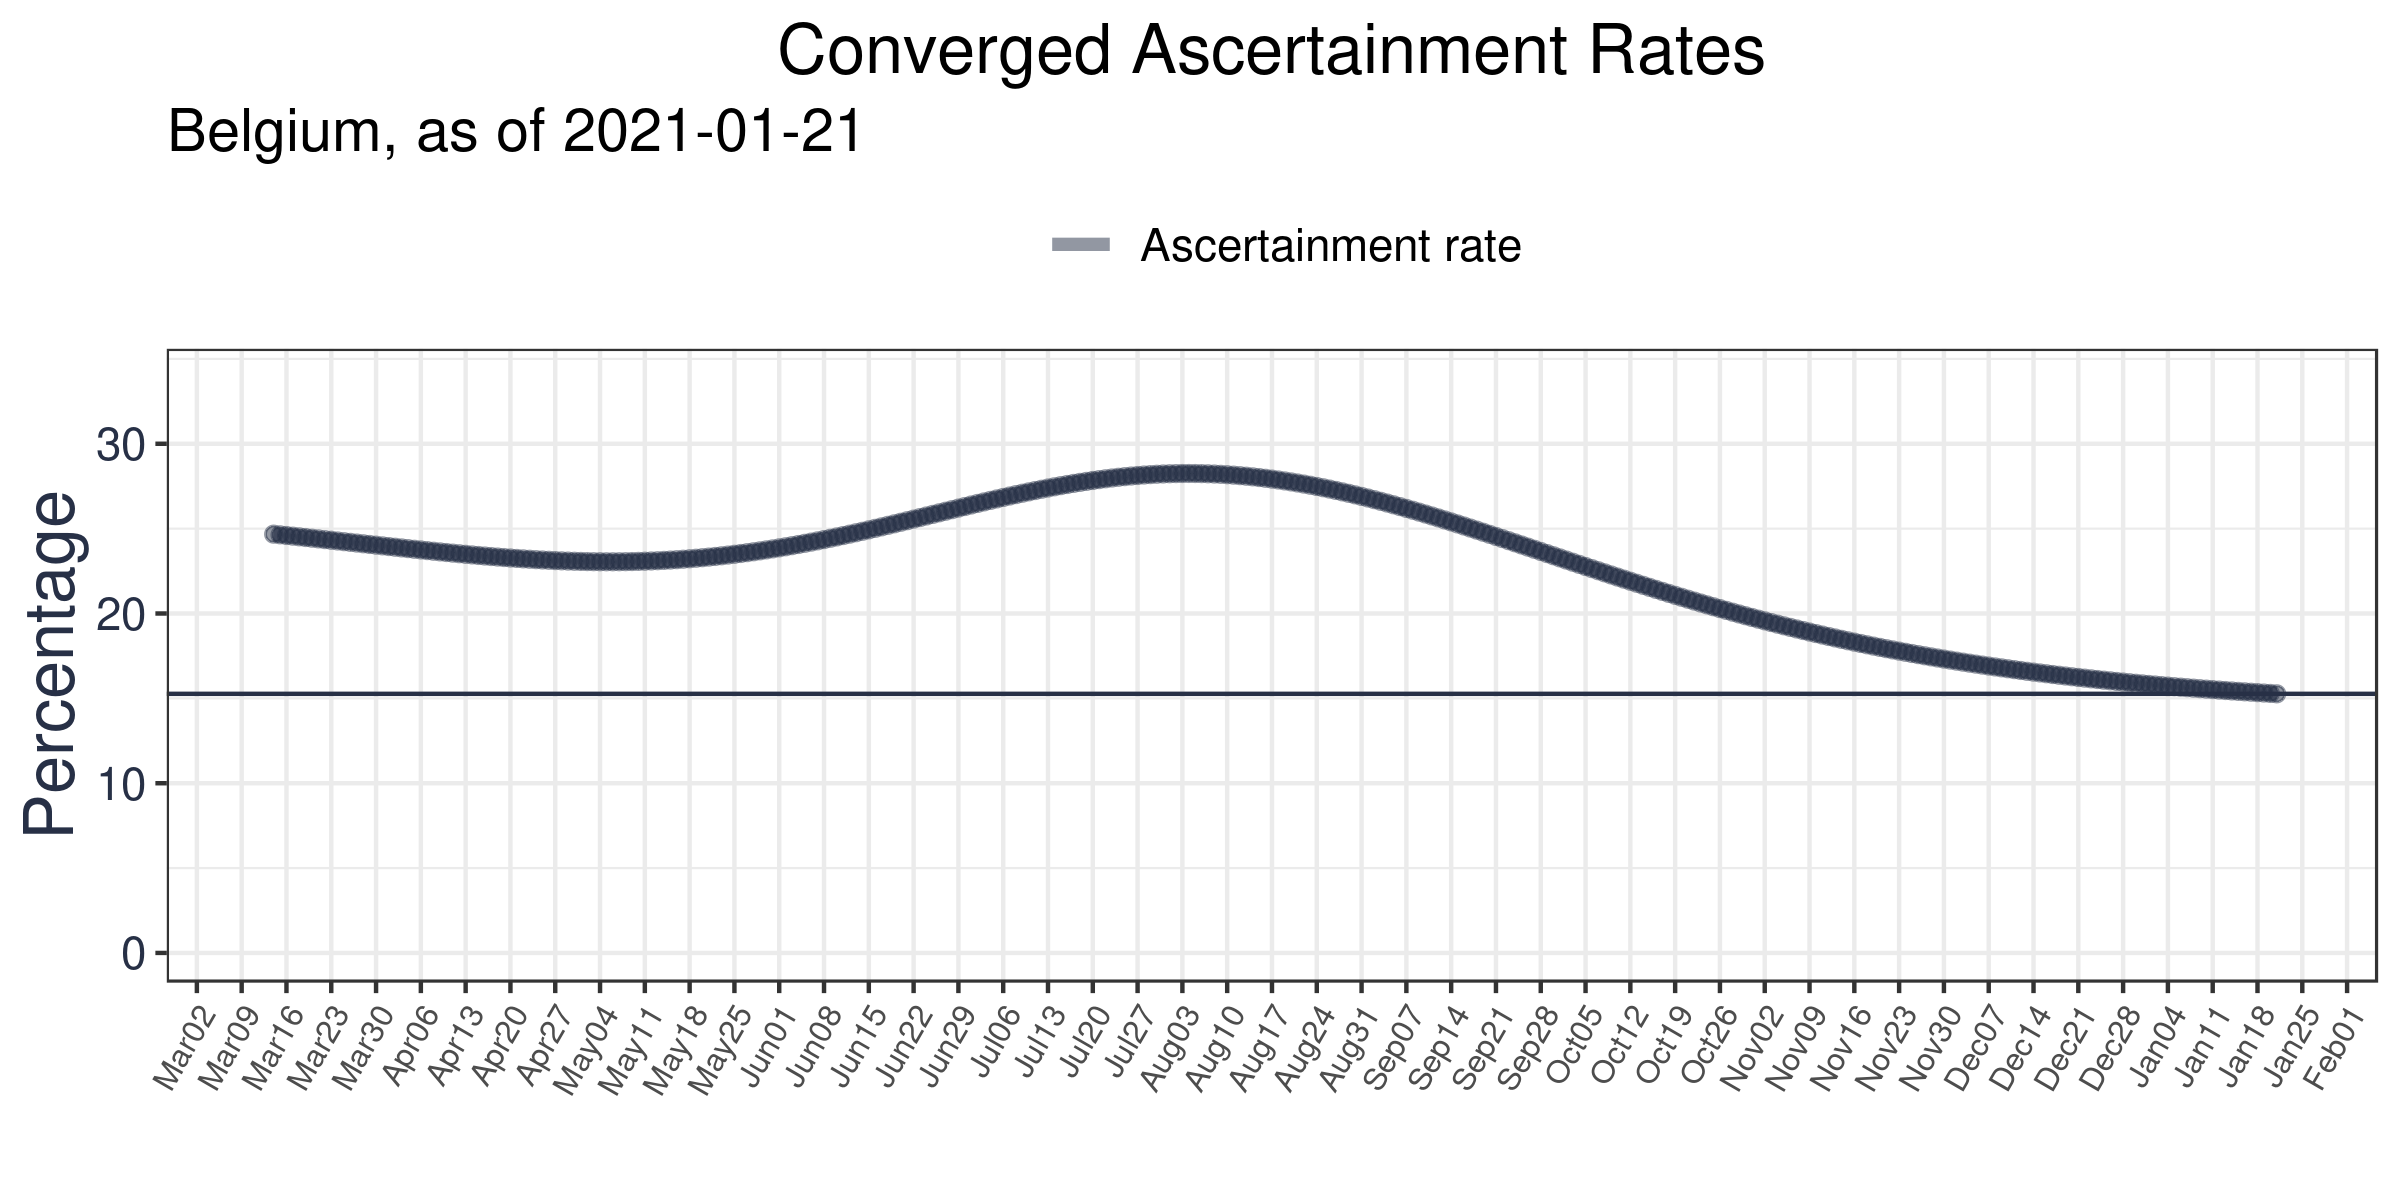 Converged Ascertainment Rates
Belgium, as of 2021-01-21
Ascertainment rate
Percentage
30
20
10
0
Mar02 Mar09 Mar16 Mar23 Mar30 Apr06 Apr13 Apr20 Apr27 May04 May11 May18 May25 Jun01 Jun08 Jun15 Jun22 Jun29 Jul06 Jul13 Jul20 Jul27 Aug03 Aug10 Aug17 Aug24 Aug31 Sep07 Sep14 Sep21 Sep28 Oct05 Oct12 Oct19 Oct26 Nov02 Nov09 Nov16 Nov23 Nov30 Dec07 Dec14 Dec21 Dec28 Jan04 Jan11 Jan18 Jan25 Feb01